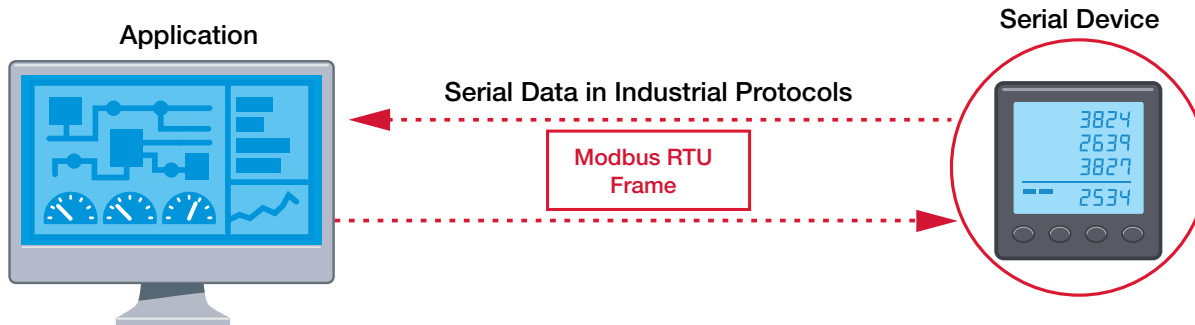 Application
Serial Device
Serial Data in Industrial Protocols
Modbus RTU
Frame
3824
2639
3827
2534